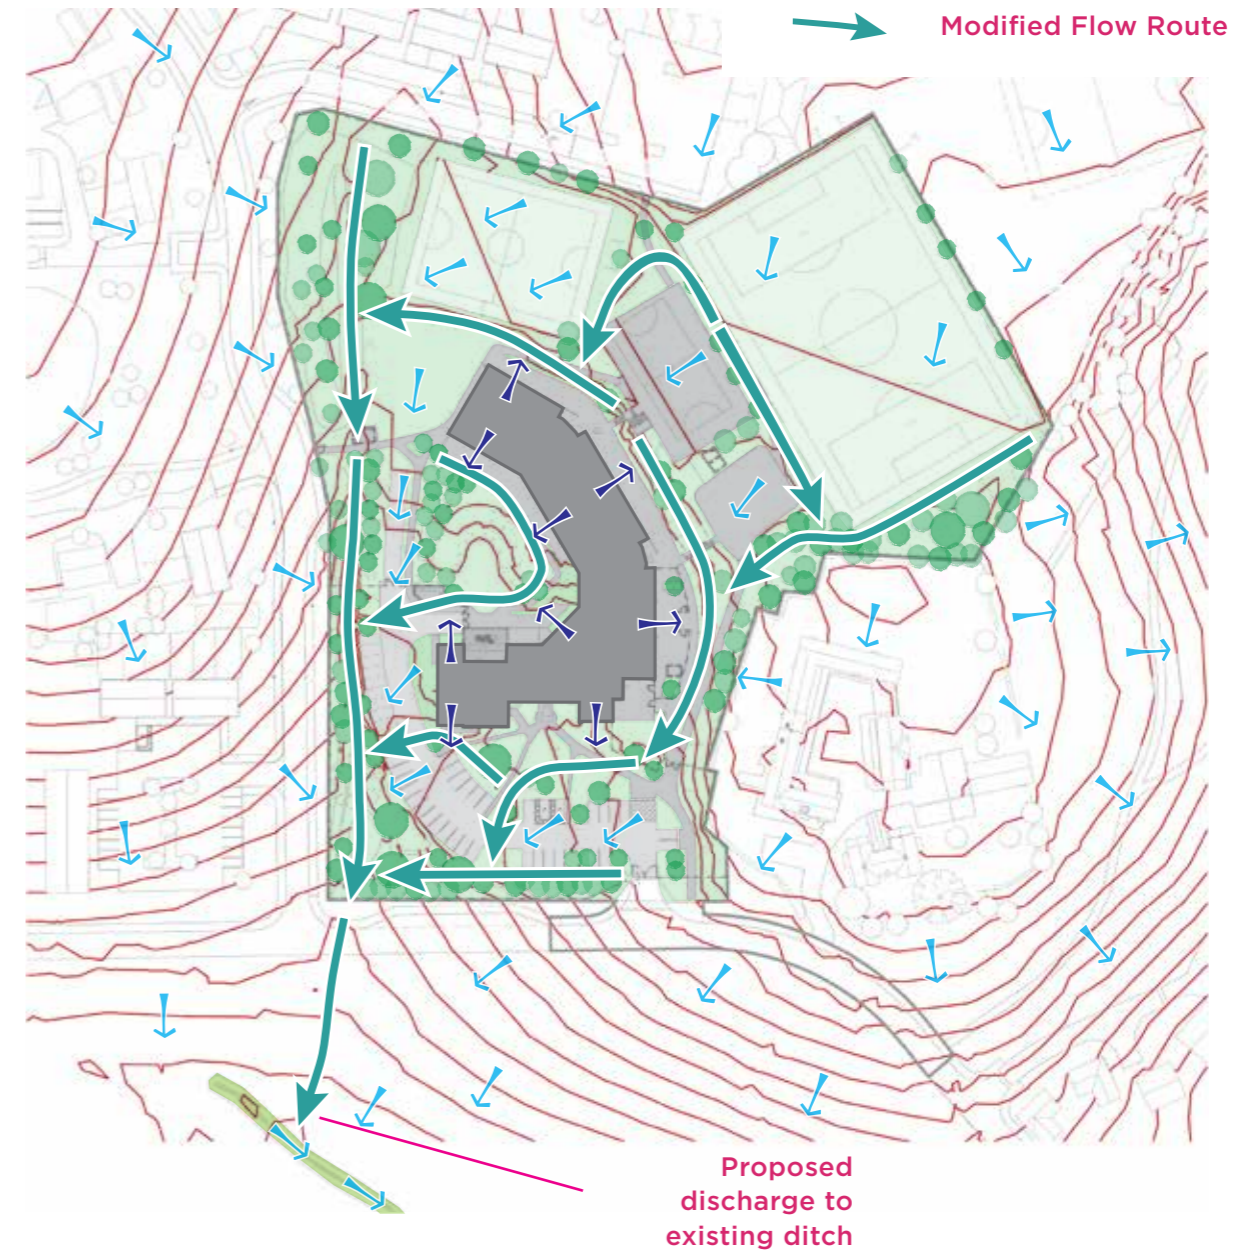 Modified Flow Route
Proposed
discharge to
existing ditch